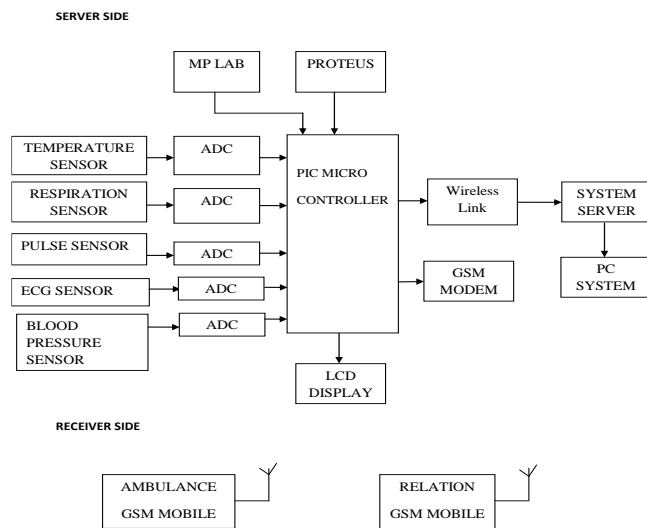 SERVER SIDE
MP LAB
PROTEUS
TEMPERATURE
SENSOR
ADC
PIC MICRO
CONTROLLER
RESPIRATION
SENSOR
ADC
Wireless
Link
SYSTEM
SERVER
PULSE SENSOR
ADC
GSM
MODEM
PC
SYSTEM
ECG SENSOR
ADC
BLOOD
PRESSURE
SENSOR
ADC
LCD
DISPLAY
RECEIVER SIDE
AMBULANCE
GSM MOBILE
RELATION
GSM MOBILE